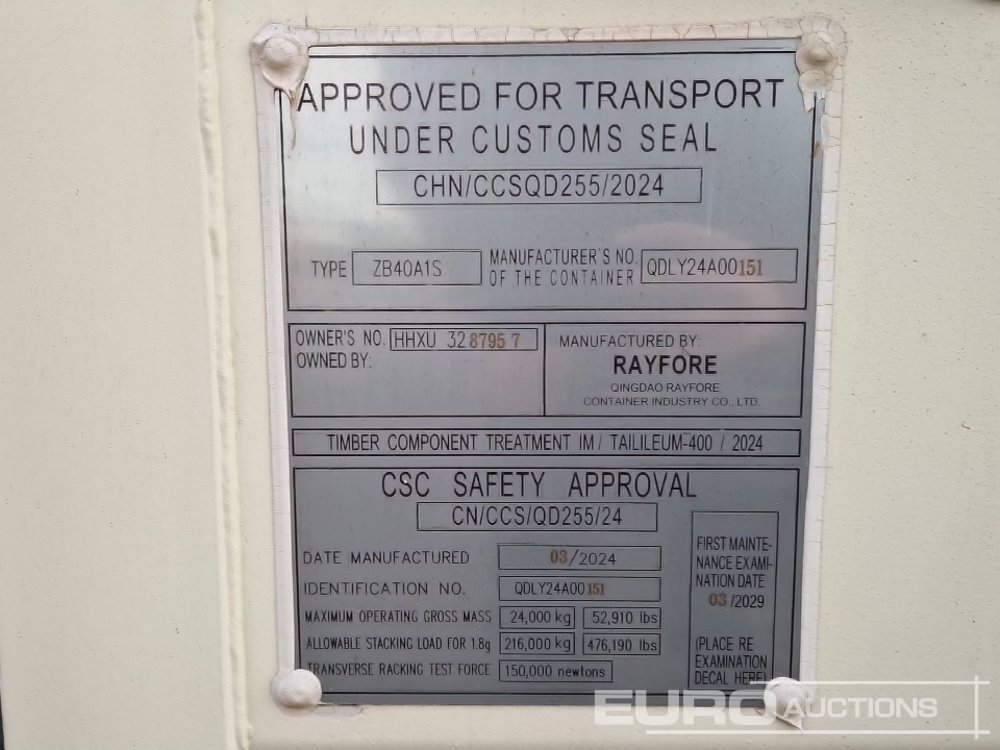 APPROVED FOR TRANSPORT
UNDER CUSTOMS SEAL
CHN/CCSQD255/2024
TYPE ZB40A1S MANUFACTURER'S NO. OF THE CONTAINER QDLY24A00151
OWNER'S NO. HHXU 32 8795 7
OWNED BY:
MANUFACTURED BY:
RAYFORE
QINGDAO RAYFORE
CONTAINER INDUSTRY CO., LTD.
TIMBER COMPONENT TREATMENT IM / TAILILEUM-400 / 2024
CSC SAFETY APPROVAL
CN/CCS/QD255/24
DATE MANUFACTURED 03/2024
IDENTIFICATION NO. QDLY24A00151
MAXIMUM OPERATING GROSS MASS 24,000 kg 52,910 lbs
ALLOWABLE STACKING LOAD FOR 1.8g 216,000 kg 476,190 lbs
TRANSVERSE RACKING TEST FORCE 150,000 newtons
FIRST MAINTE-
NANCE EXAMI-
NATION DATE
03/2029
(PLACE RE
EXAMINATION
DECAL HERE)
EURO AUCTIONS